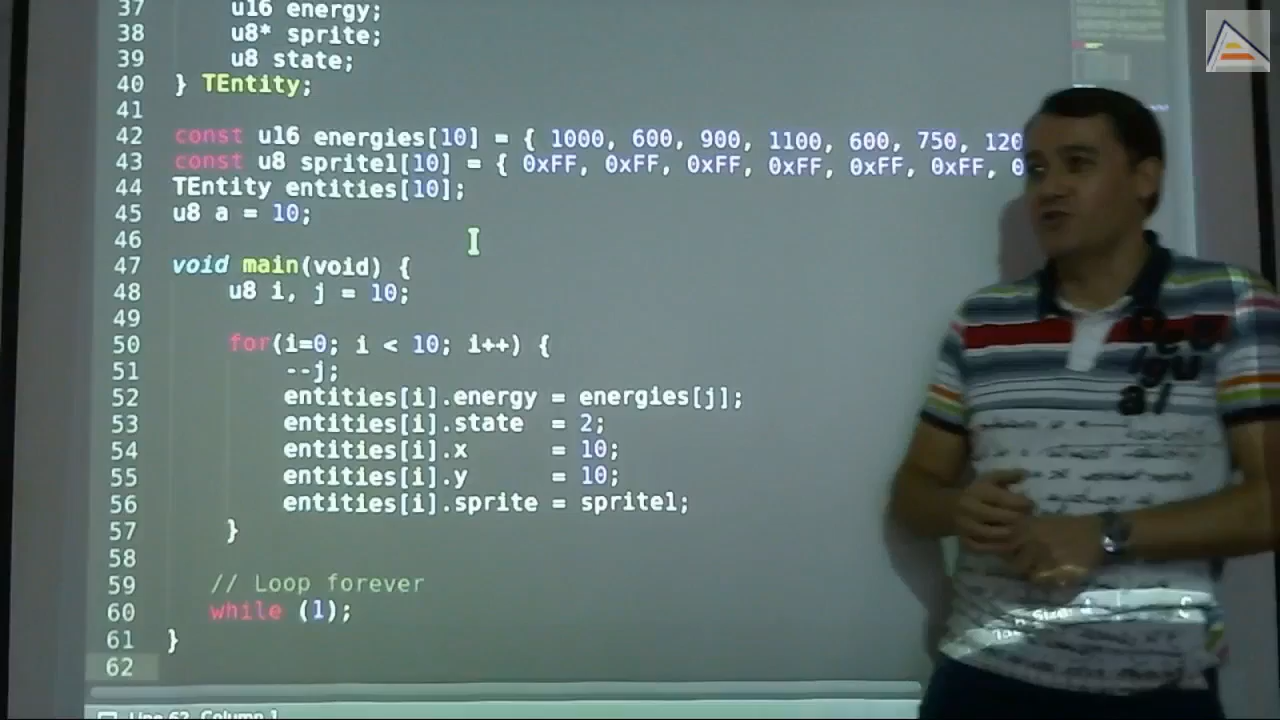 37 u16 energy;
38 u8* sprite;
39 u8 state;
40 } TEntity;
41
42 const u16 energies[10] = { 1000, 600, 900, 1100, 600, 750, 120
43 const u8 sprite1[10] = { 0xFF, 0xFF, 0xFF, 0xFF, 0xFF, 0xFF, 0
44 TEntity entities[10];
45 u8 a = 10;
46
47 void main(void) {
48 u8 i, j = 10;
49
50 for(i=0; i < 10; i++) {
51 --j;
52 entities[i].energy = energies[j];
53 entities[i].state = 2;
54 entities[i].x = 10;
55 entities[i].y = 10;
56 entities[i].sprite = sprite1;
57 }
58
59 // Loop forever
60 while (1);
61 }
62
Line 62, Column 1